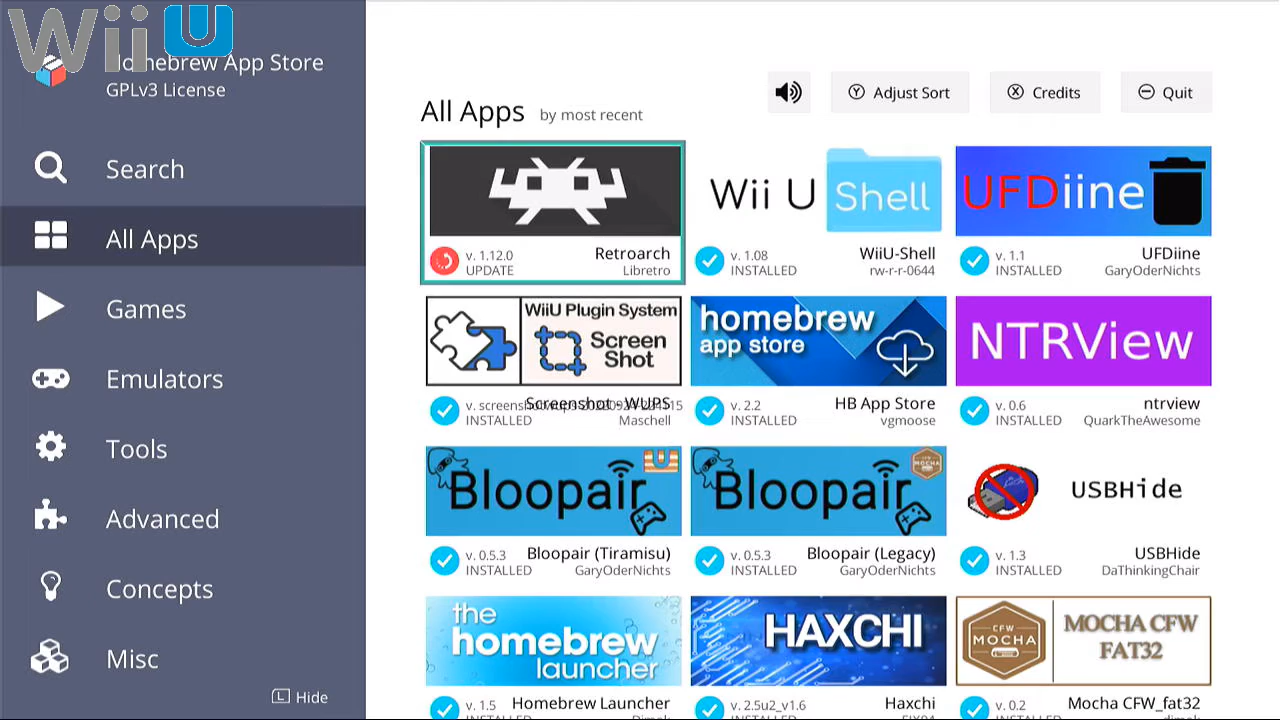 WiiU
Homebrew App Store
GPLv3 License
Search
All Apps
Games
Emulators
Tools
Advanced
Concepts
Misc
L Hide
All Apps by most recent
Y Adjust Sort
X Credits
Quit
v. 1.12.0 Retroarch
UPDATE Libretro
Wii U Shell
v. 1.08 WiiU-Shell
INSTALLED rw-r-r-0644
UFDiine
v. 1.1 UFDiine
INSTALLED GaryOderNichts
WiiU Plugin System
Screen
Shot
Screenshot - WUPS
INSTALLED Maschell
homebrew
app store
v. 2.2 HB App Store
INSTALLED vgmoose
NTRView
v. 0.6 ntrview
INSTALLED QuarkTheAwesome
Bloopair
v. 0.5.3 Bloopair (Tiramisu)
INSTALLED GaryOderNichts
Bloopair
CFW
MOCHA
v. 0.5.3 Bloopair (Legacy)
INSTALLED GaryOderNichts
USBHide
v. 1.3 USBHide
INSTALLED DaThinkingChair
the
homebrew
launcher
v. 1.5 Homebrew Launcher
HAXCHI
v. 2.5u2_v1.6 Haxchi
CFW
MOCHA
MOCHA CFW
FAT32
v. 0.2 Mocha CFW_fat32